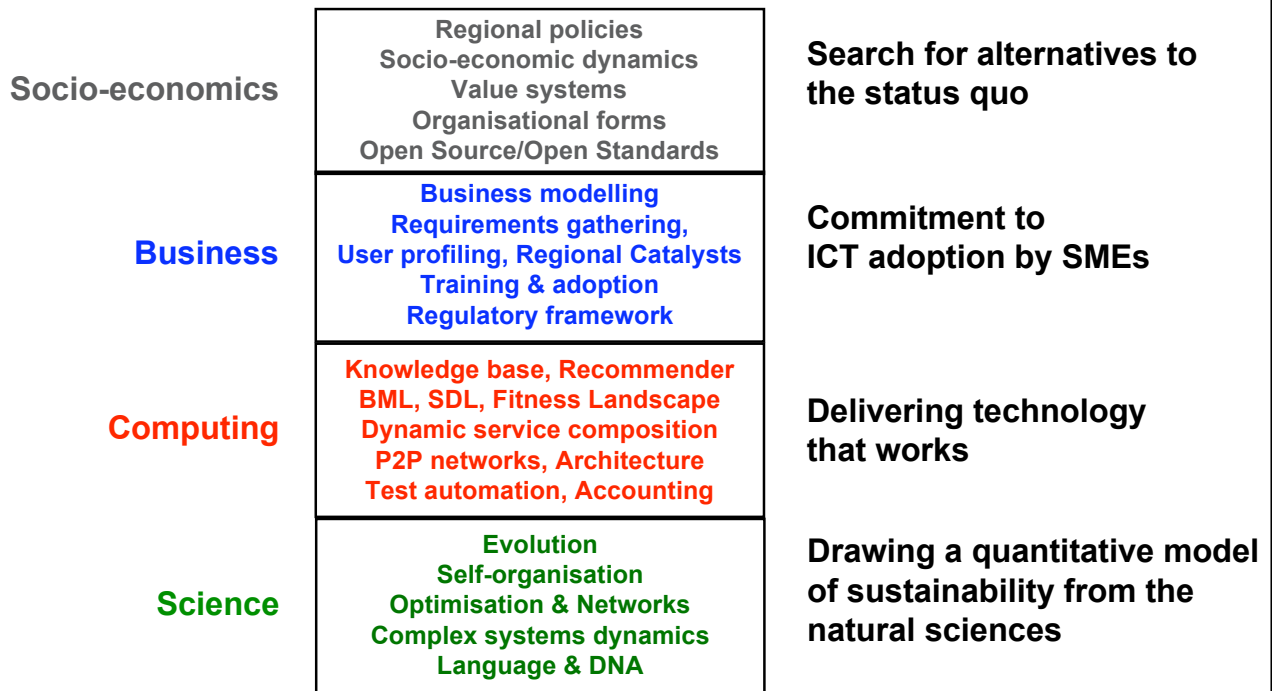 Socio-economics
Regional policies
Socio-economic dynamics
Value systems
Organisational forms
Open Source/Open Standards
Search for alternatives to
the status quo
Business
Business modelling
Requirements gathering,
User profiling, Regional Catalysts
Training & adoption
Regulatory framework
Commitment to
ICT adoption by SMEs
Computing
Knowledge base, Recommender
BML, SDL, Fitness Landscape
Dynamic service composition
P2P networks, Architecture
Test automation, Accounting
Delivering technology
that works
Science
Evolution
Self-organisation
Optimisation & Networks
Complex systems dynamics
Language & DNA
Drawing a quantitative model
of sustainability from the
natural sciences